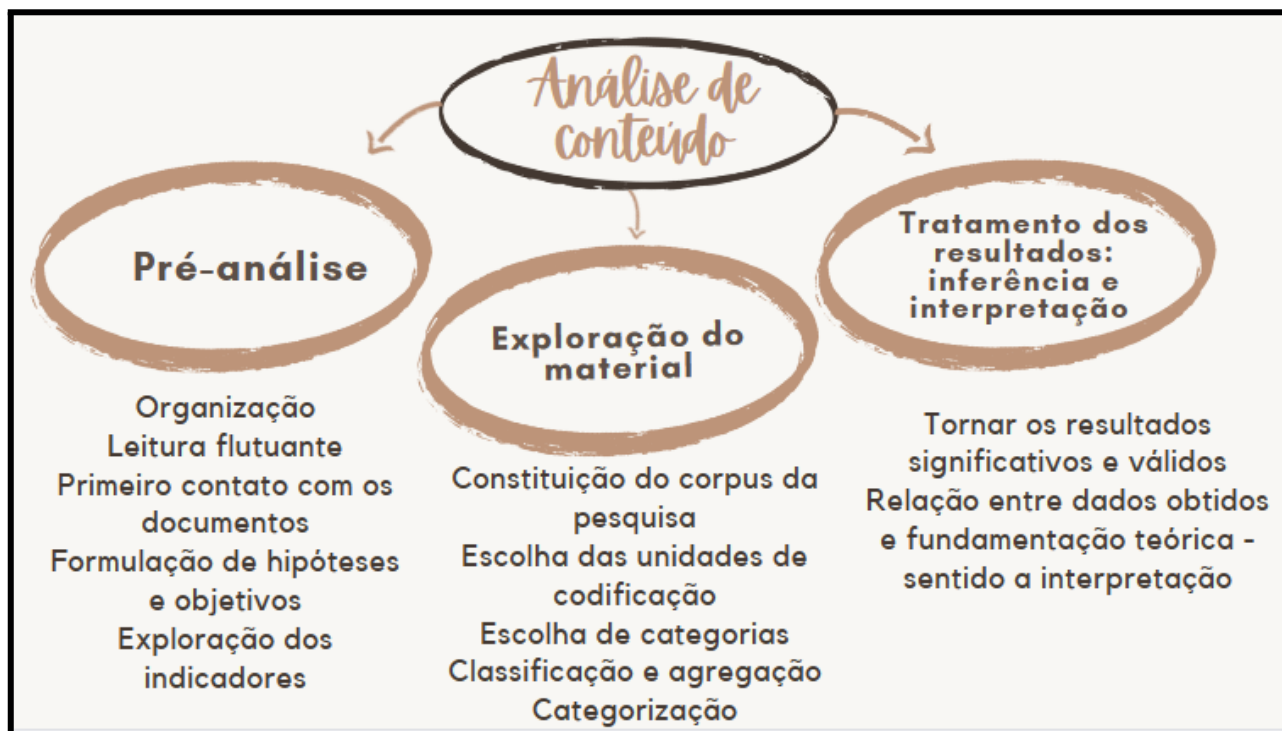 Análise de
conteúdo
Pré-análise
Organização
Leitura flutuante
Primeiro contato com os
documentos
Formulação de hipóteses
e objetivos
Exploração dos
indicadores
Exploração do
material
Constituição do corpus da
pesquisa
Escolha das unidades de
codificação
Escolha de categorias
Classificação e agregação
Categorização
Tratamento dos
resultados:
inferência e
interpretação
Tornar os resultados
significativos e válidos
Relação entre dados obtidos
e fundamentação teórica -
sentido a interpretação